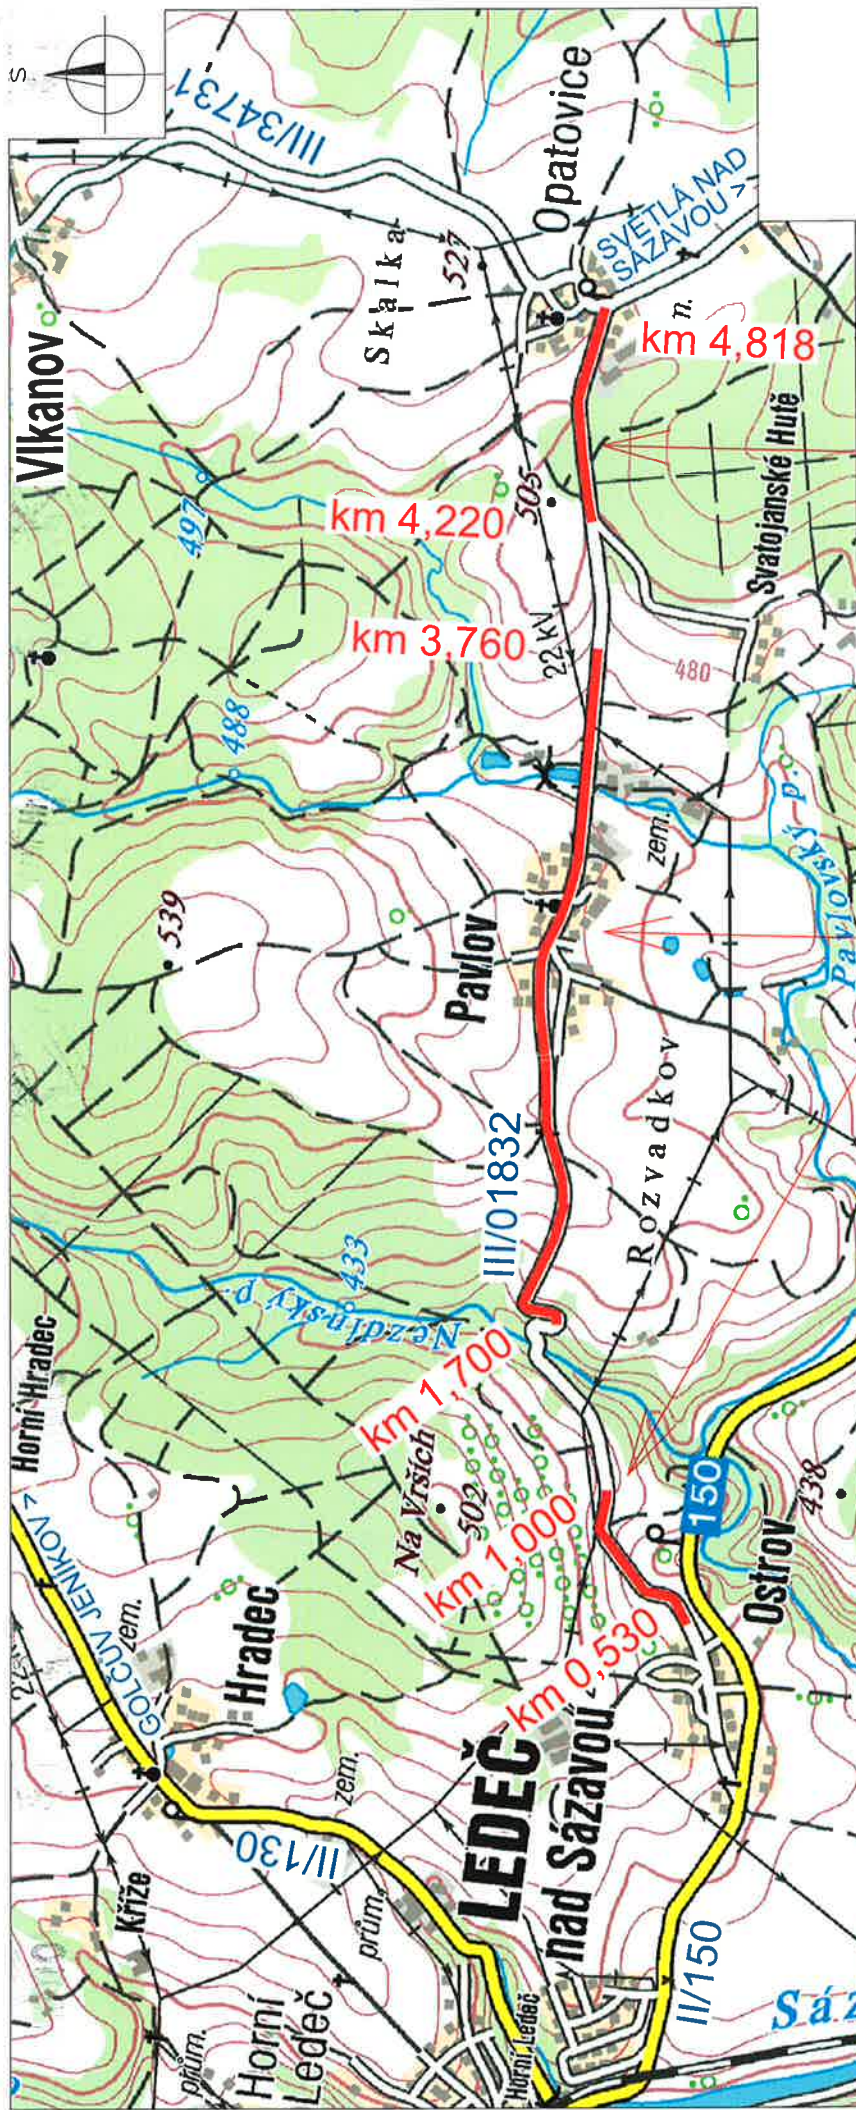 S
III/34731
Vlkanov
Skalka
527
Opatovice
SVĚTLÁ NAD
SÁZAVOU >
n.
km 4,818
497
km 4,220
505
Svatojanské Hutě
km 3,760
22 kV
480
488
539
Pavlov
zem.
Pavlovský p.
III/01832
Rozvadkov
433
Nezdínský p.
Horní Hradec
km 1,700
Na Vrších
502
km 1,000
150
438
Ostrov
km 0,530
GOLČŮV JENÍKOV >
zem.
Hradec
LEDEČ
nad Sázavou
zem.
II/130
Kříže
prům.
II/150
Horní
Ledeč
prům.
Horní Ledeč
Sáz